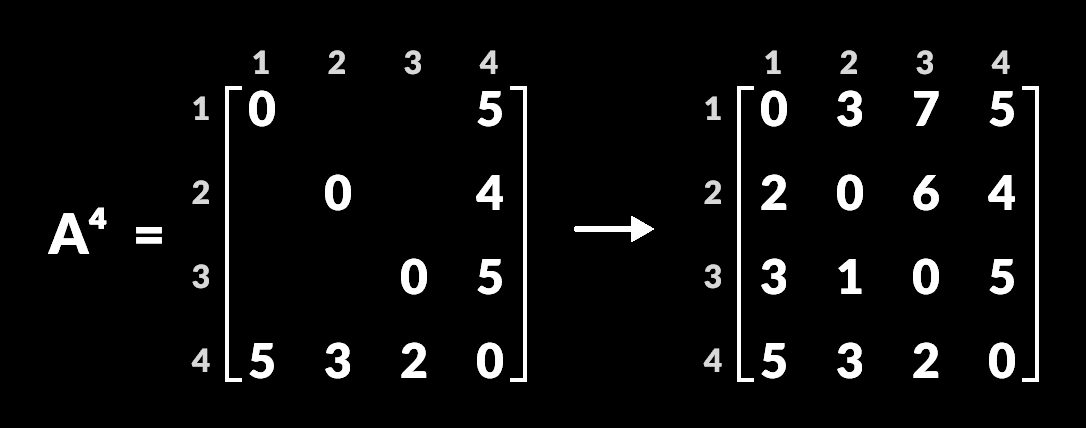 1 2 3 4 1 2 3 4
1 0 5 1 0 3 7 5
2 0 4 2 2 0 6 4
A⁴ =
3 0 5 3 3 1 0 5
4 5 3 2 0 4 5 3 2 0